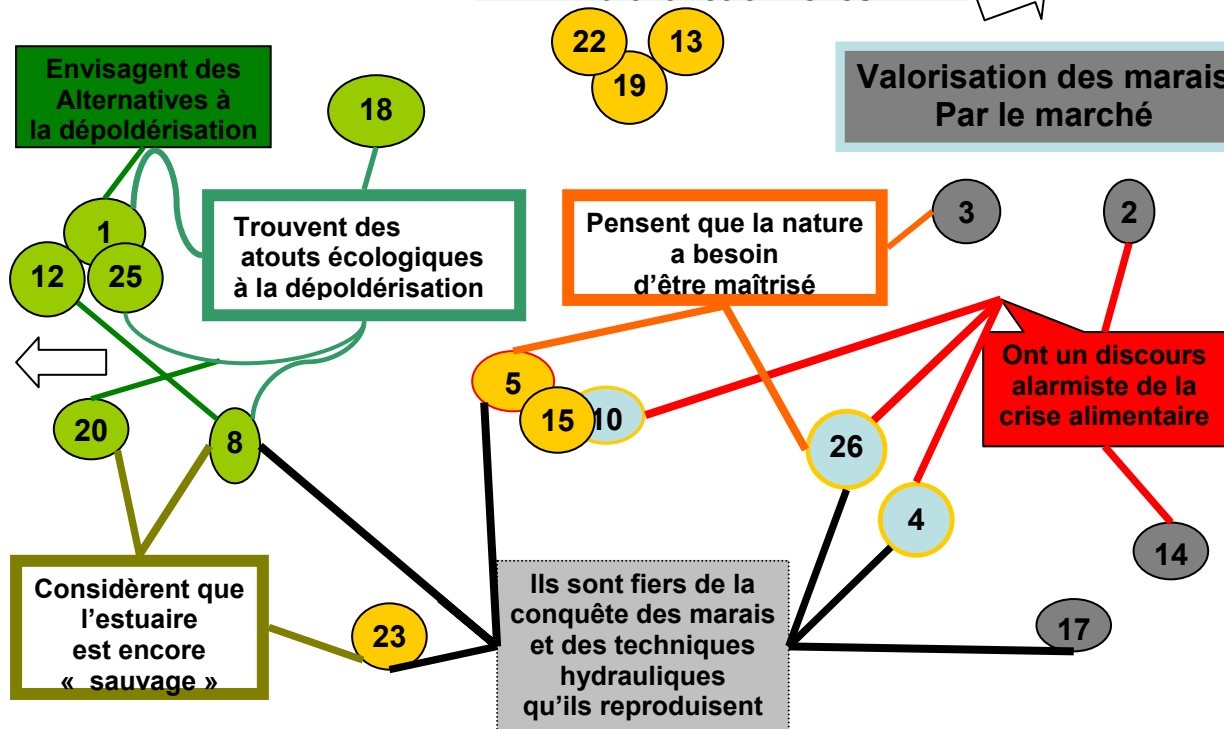 22
13
19
Envisagent des
Alternatives à
la dépoldérisation
18
Valorisation des marais
Par le marché
1
12
25
Trouvent des
atouts écologiques
à la dépoldérisation
Pensent que la nature
a besoin
d'être maîtrisé
3
2
5
15
10
Ont un discours
alarmiste de la
crise alimentaire
20
8
26
4
14
Considèrent que
l'estuaire
est encore
« sauvage »
23
Ils sont fiers de la
conquête des marais
et des techniques
hydrauliques
qu'ils reproduisent
17